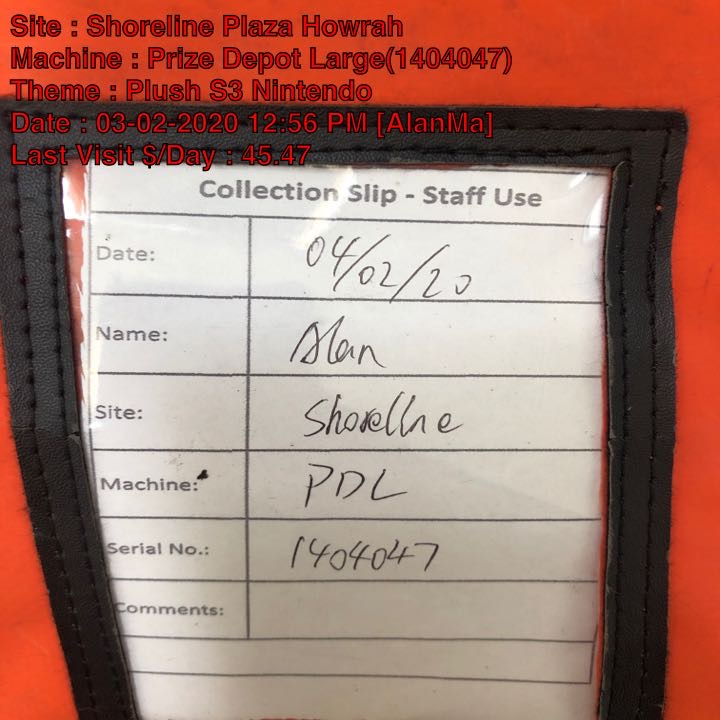 Site : Shoreline Plaza Howrah
Machine : Prize Depot Large(1404047)
Theme : Plush S3 Nintendo
Date : 03-02-2020 12:56 PM [AlanMa]
Last Visit $/Day : 45.47
Collection Slip - Staff Use
Date: 04/02/20
Name: Alan
Site: Shoreline
Machine: PDL
Serial No.: 1404047
Comments: